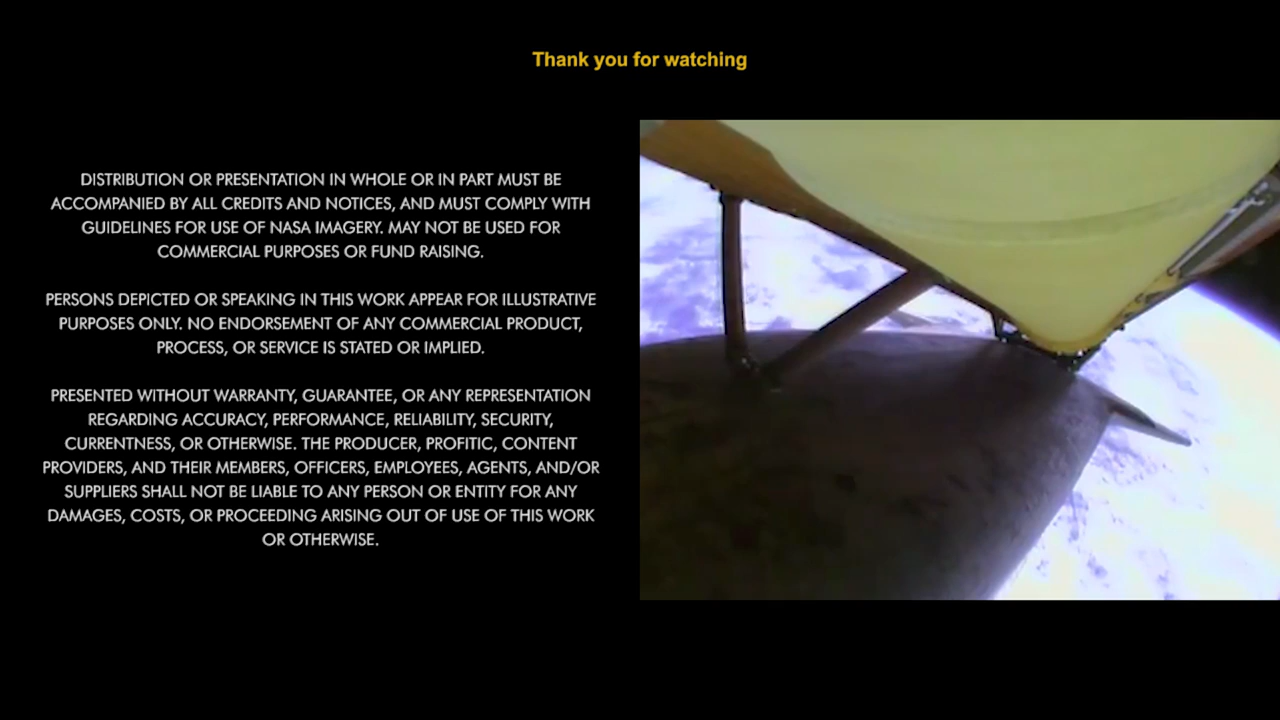 Thank you for watching
DISTRIBUTION OR PRESENTATION IN WHOLE OR IN PART MUST BE
ACCOMPANIED BY ALL CREDITS AND NOTICES, AND MUST COMPLY WITH
GUIDELINES FOR USE OF NASA IMAGERY. MAY NOT BE USED FOR
COMMERCIAL PURPOSES OR FUND RAISING.
PERSONS DEPICTED OR SPEAKING IN THIS WORK APPEAR FOR ILLUSTRATIVE
PURPOSES ONLY. NO ENDORSEMENT OF ANY COMMERCIAL PRODUCT,
PROCESS, OR SERVICE IS STATED OR IMPLIED.
PRESENTED WITHOUT WARRANTY, GUARANTEE, OR ANY REPRESENTATION
REGARDING ACCURACY, PERFORMANCE, RELIABILITY, SECURITY,
CURRENTNESS, OR OTHERWISE. THE PRODUCER, PROFITIC, CONTENT
PROVIDERS, AND THEIR MEMBERS, OFFICERS, EMPLOYEES, AGENTS, AND/OR
SUPPLIERS SHALL NOT BE LIABLE TO ANY PERSON OR ENTITY FOR ANY
DAMAGES, COSTS, OR PROCEEDING ARISING OUT OF USE OF THIS WORK
OR OTHERWISE.